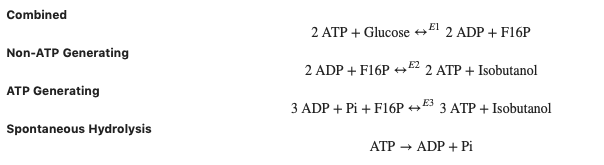 Combined
2 ATP + Glucose ↔E1 2 ADP + F16P
Non-ATP Generating
2 ADP + F16P ↔E2 2 ATP + Isobutanol
ATP Generating
3 ADP + Pi + F16P ↔E3 3 ATP + Isobutanol
Spontaneous Hydrolysis
ATP → ADP + Pi